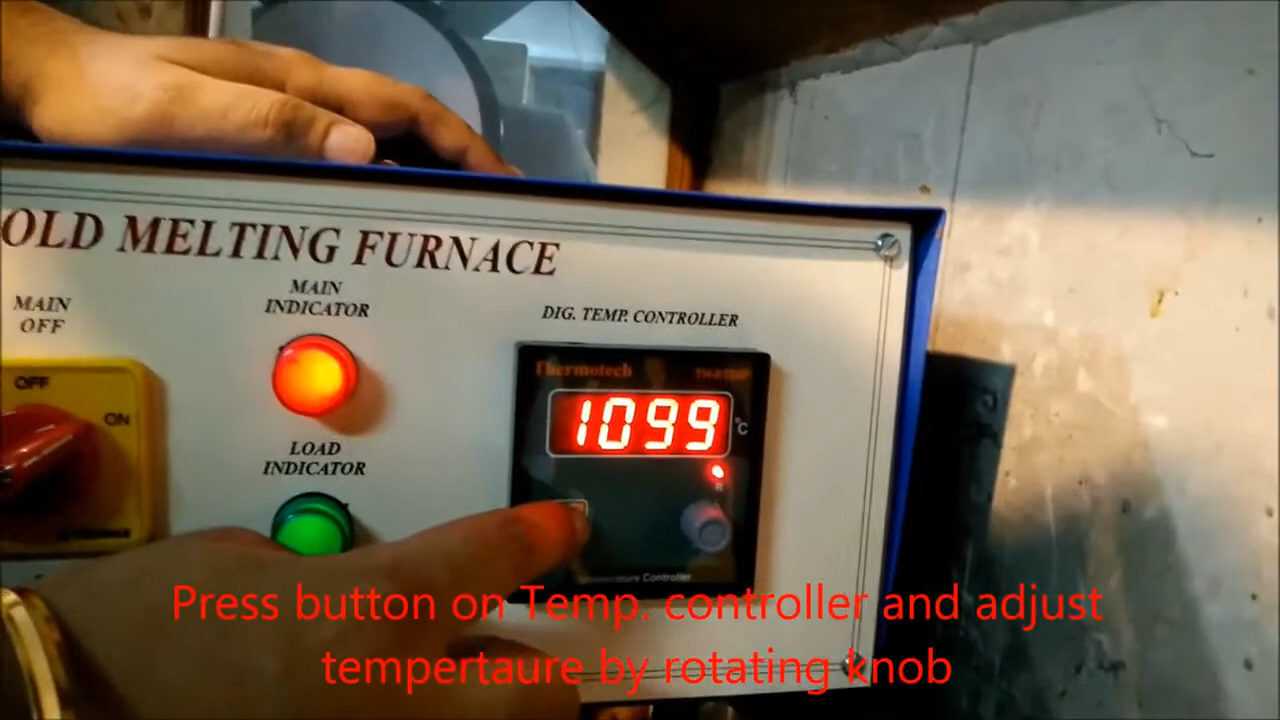 OLD MELTING FURNACE
MAIN
OFF
MAIN
INDICATOR
DIG. TEMP. CONTROLLER
OFF
ON
Thermotech
1099
°C
LOAD
INDICATOR
Controller
Press button on Temp. controller and adjust
tempertaure by rotating knob